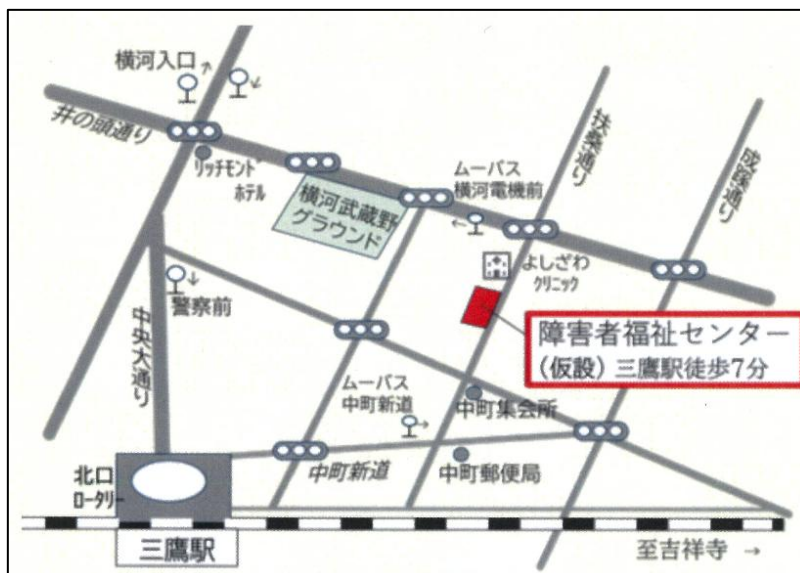 横河入口
井の頭通り
リッチモンド
ホテル
横河武蔵野
グラウンド
ムーバス
横河電機前
扶桑通り
成蹊通り
よしざわ
クリニック
警察前
中央大通り
障害者福祉センター
(仮設) 三鷹駅徒歩7分
ムーバス
中町新道
中町集会所
中町新道
中町郵便局
北口
ロータリー
三鷹駅
至吉祥寺 →